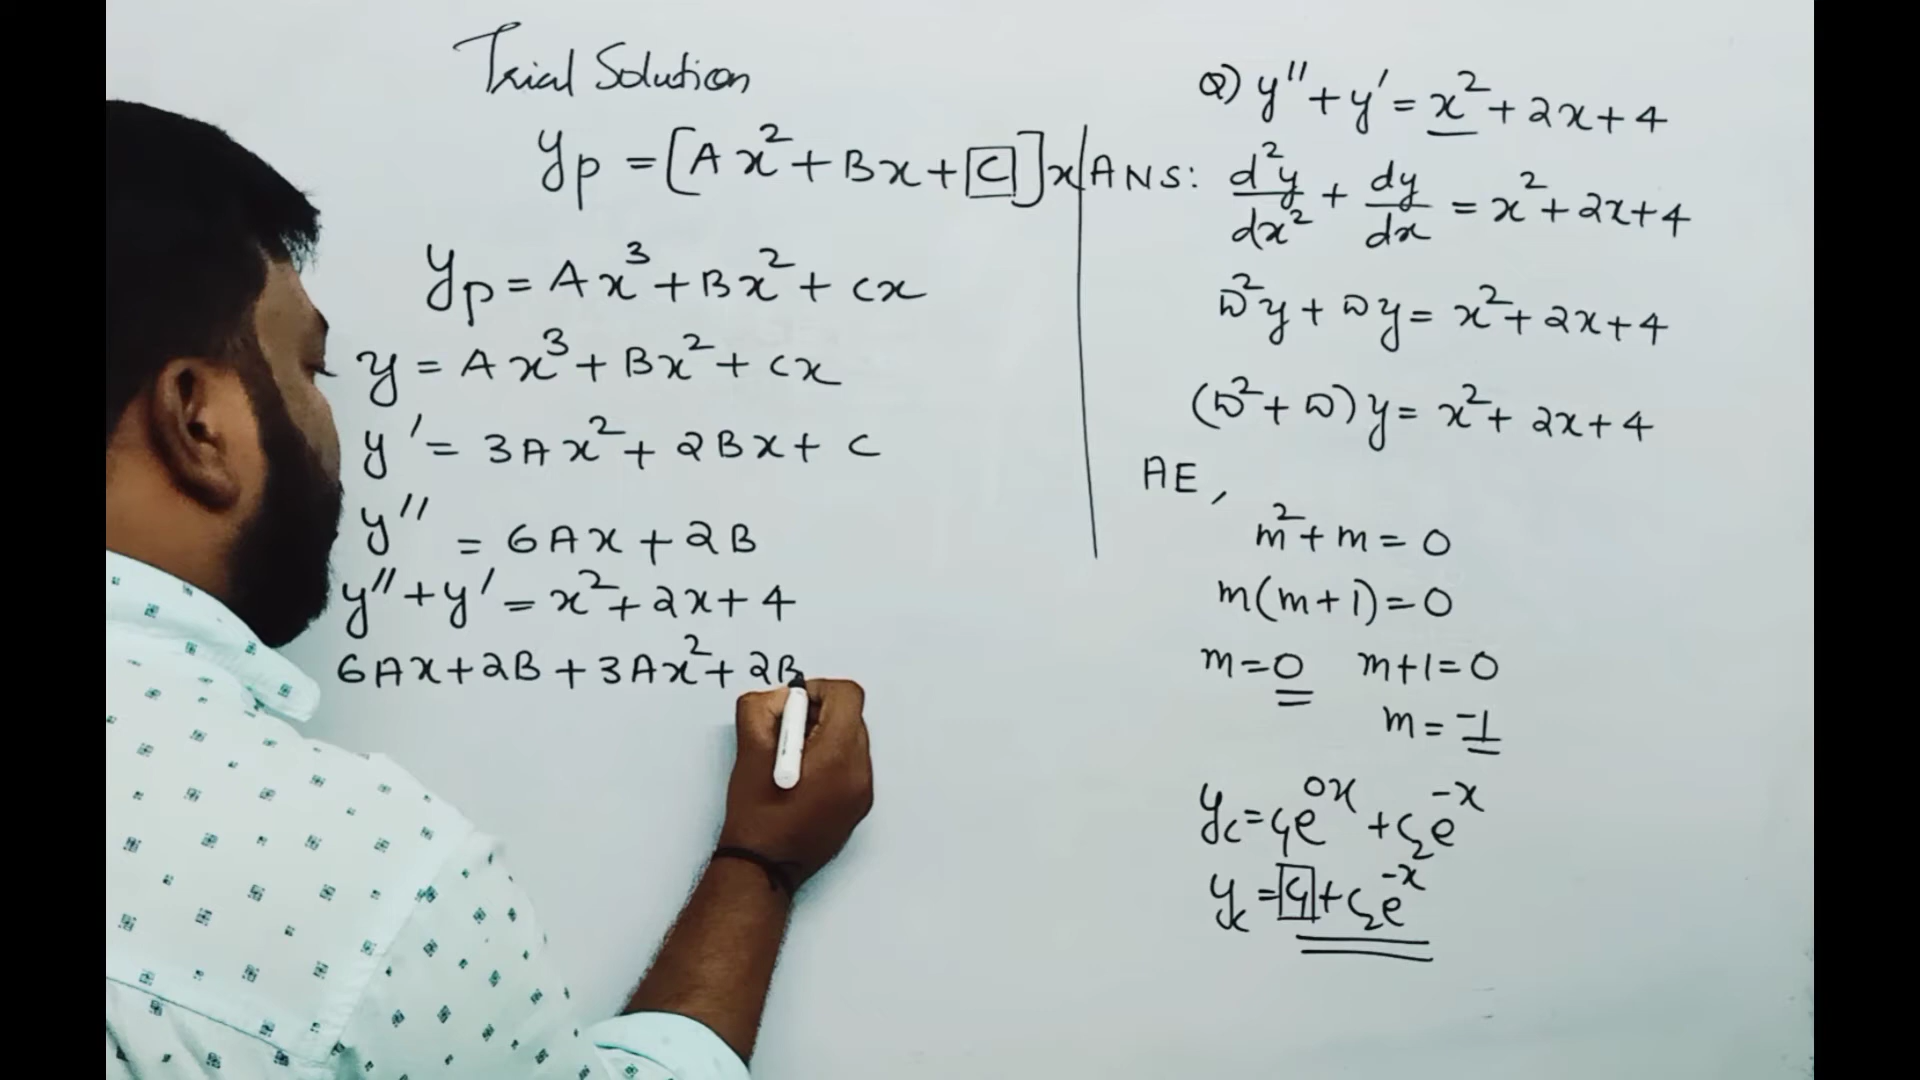 Trial Solution
yp = [Ax² + Bx + C]x
yp = Ax³ + Bx² + cx
y = Ax³ + Bx² + cx
y' = 3Ax² + 2Bx + C
y'' = 6Ax + 2B
y'' + y' = x² + 2x + 4
6Ax + 2B + 3Ax² + 2B
Q) y'' + y' = x² + 2x + 4
ANS: d²y/dx² + dy/dx = x² + 2x + 4
D²y + Dy = x² + 2x + 4
(D² + D)y = x² + 2x + 4
AE,
m² + m = 0
m(m+1) = 0
m = 0 m+1 = 0
m = -1
yc = c₁e⁰ˣ + c₂e⁻ˣ
yc = c₁ + c₂e⁻ˣ